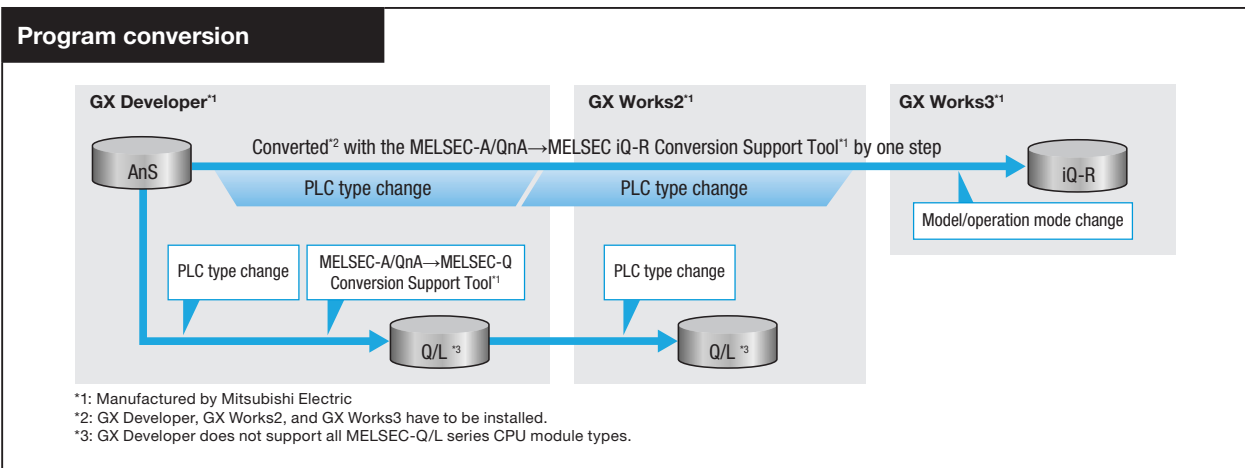 Program conversion
GX Developer*1
GX Works2*1
GX Works3*1
Converted*2 with the MELSEC-A/QnA→MELSEC iQ-R Conversion Support Tool*1 by one step
AnS
iQ-R
PLC type change
PLC type change
Model/operation mode change
PLC type change
MELSEC-A/QnA→MELSEC-Q
Conversion Support Tool*1
PLC type change
Q/L *3
Q/L *3
*1: Manufactured by Mitsubishi Electric
*2: GX Developer, GX Works2, and GX Works3 have to be installed.
*3: GX Developer does not support all MELSEC-Q/L series CPU module types.